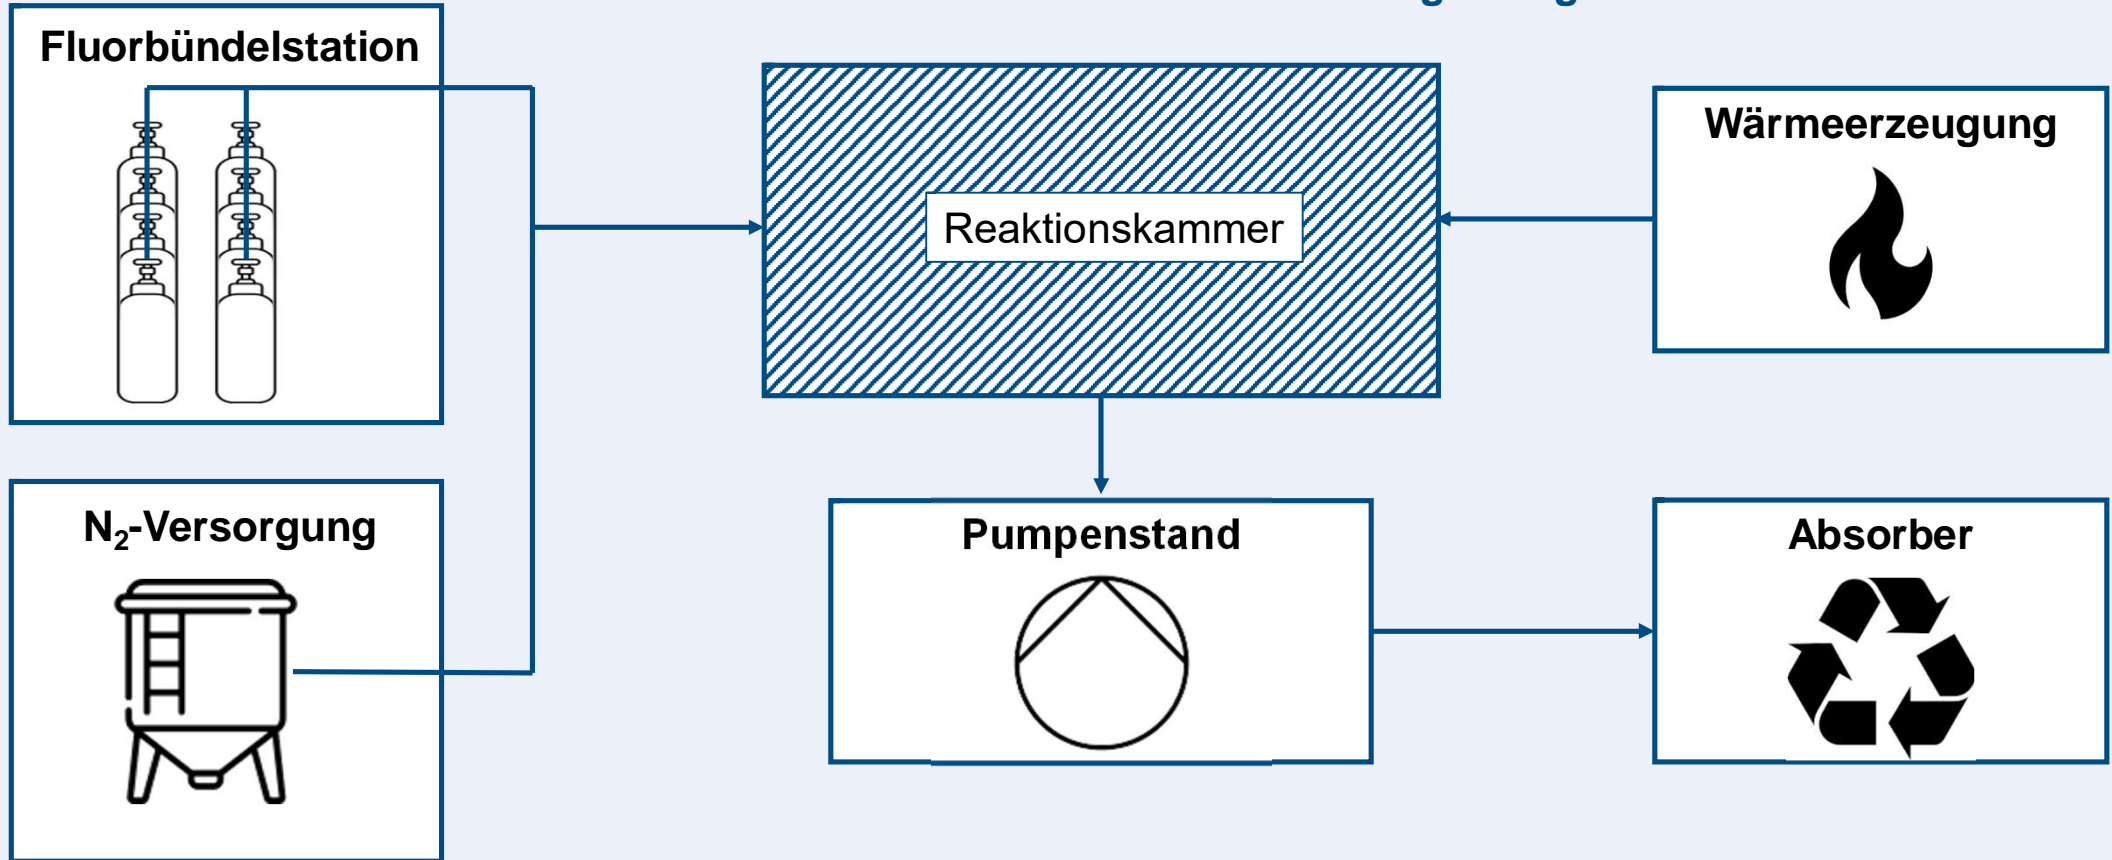 Fluorbündelstation
Reaktionskammer
Wärmeerzeugung
N₂-Versorgung
Pumpenstand
Absorber